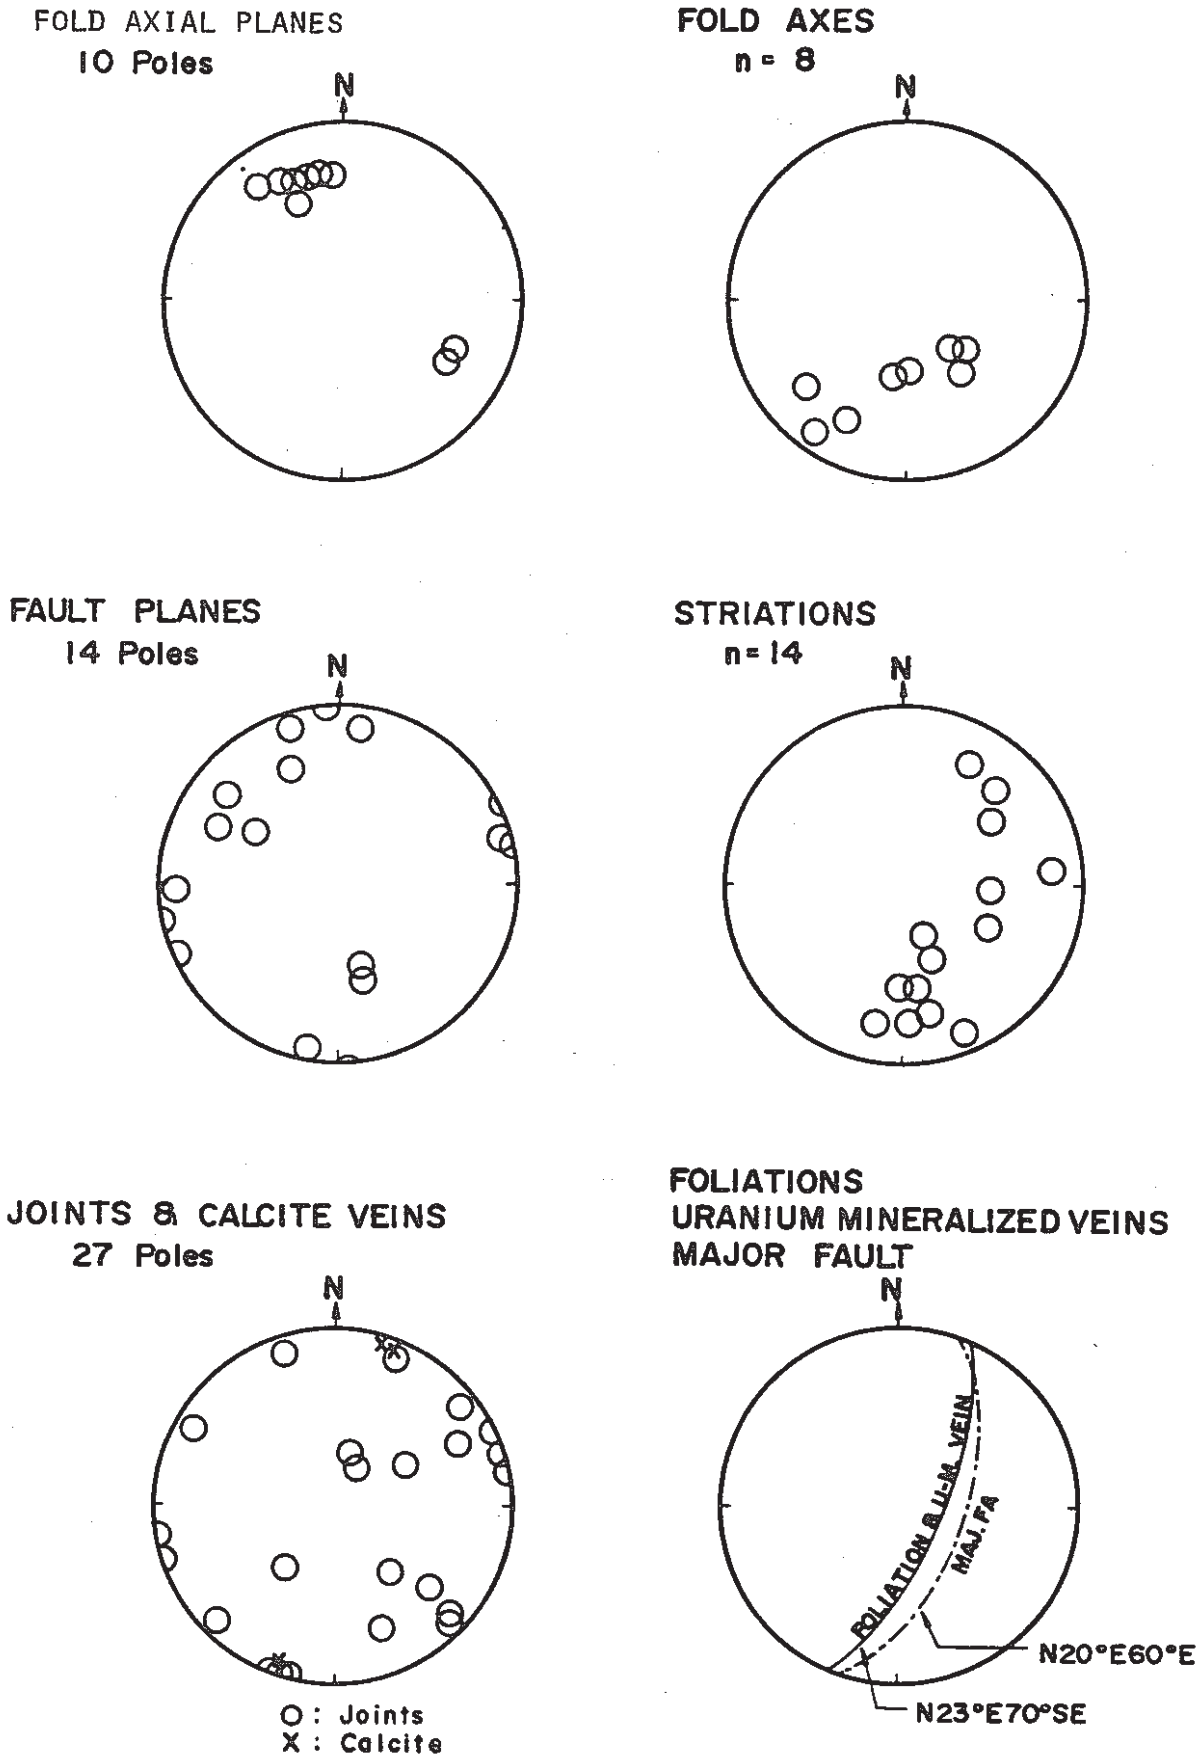 FOLD AXIAL PLANES
10 Poles
N
FOLD AXES
n = 8
N
FAULT PLANES
14 Poles
N
STRIATIONS
n = 14
N
JOINTS & CALCITE VEINS
27 Poles
N
O : Joints
X : Calcite
FOLIATIONS
URANIUM MINERALIZED VEINS
MAJOR FAULT
N
FOLIATION & U-M. VEIN
MAJ. FA
N20°E60°E
N23°E70°SE